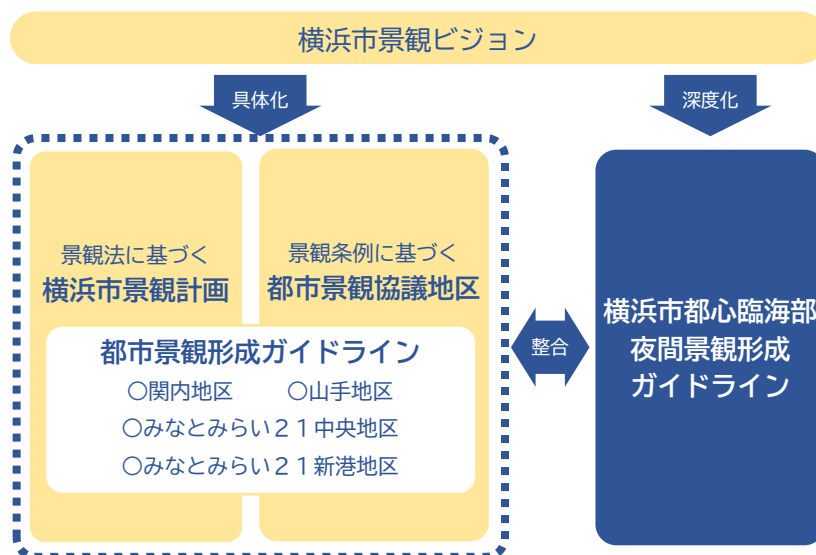 横浜市景観ビジョン
具体化
深度化
景観法に基づく
横浜市景観計画
景観条例に基づく
都市景観協議地区
都市景観形成ガイドライン
〇関内地区 〇山手地区
〇みなとみらい２１中央地区
〇みなとみらい２１新港地区
整合
横浜市都心臨海部
夜間景観形成
ガイドライン